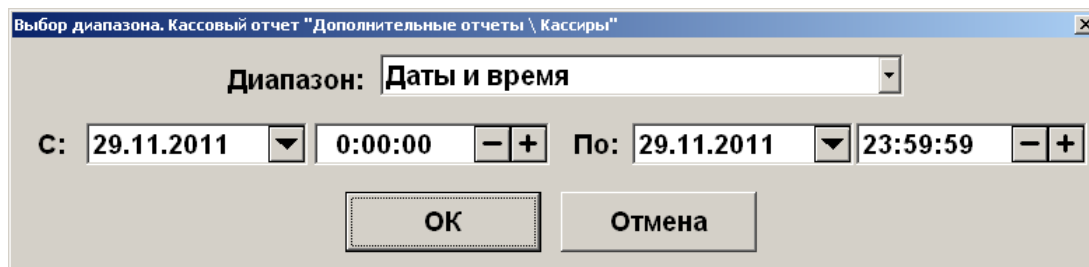 Выбор диапазона. Кассовый отчет "Дополнительные отчеты \ Кассиры"
Диапазон: Даты и время
С: 29.11.2011 0:00:00 − + По: 29.11.2011 23:59:59 − +
ОК Отмена